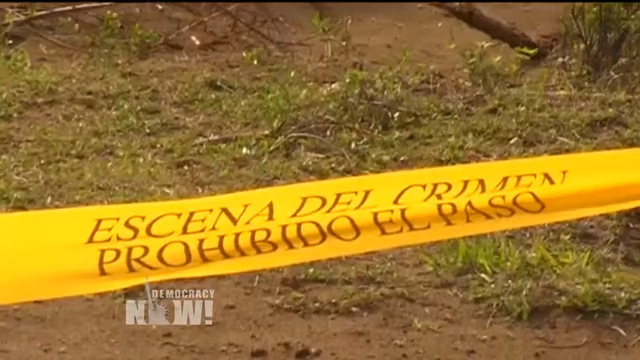 ESCENA DEL CRIMEN
PROHIBIDO EL PASO
DEMOCRACY
NOW!